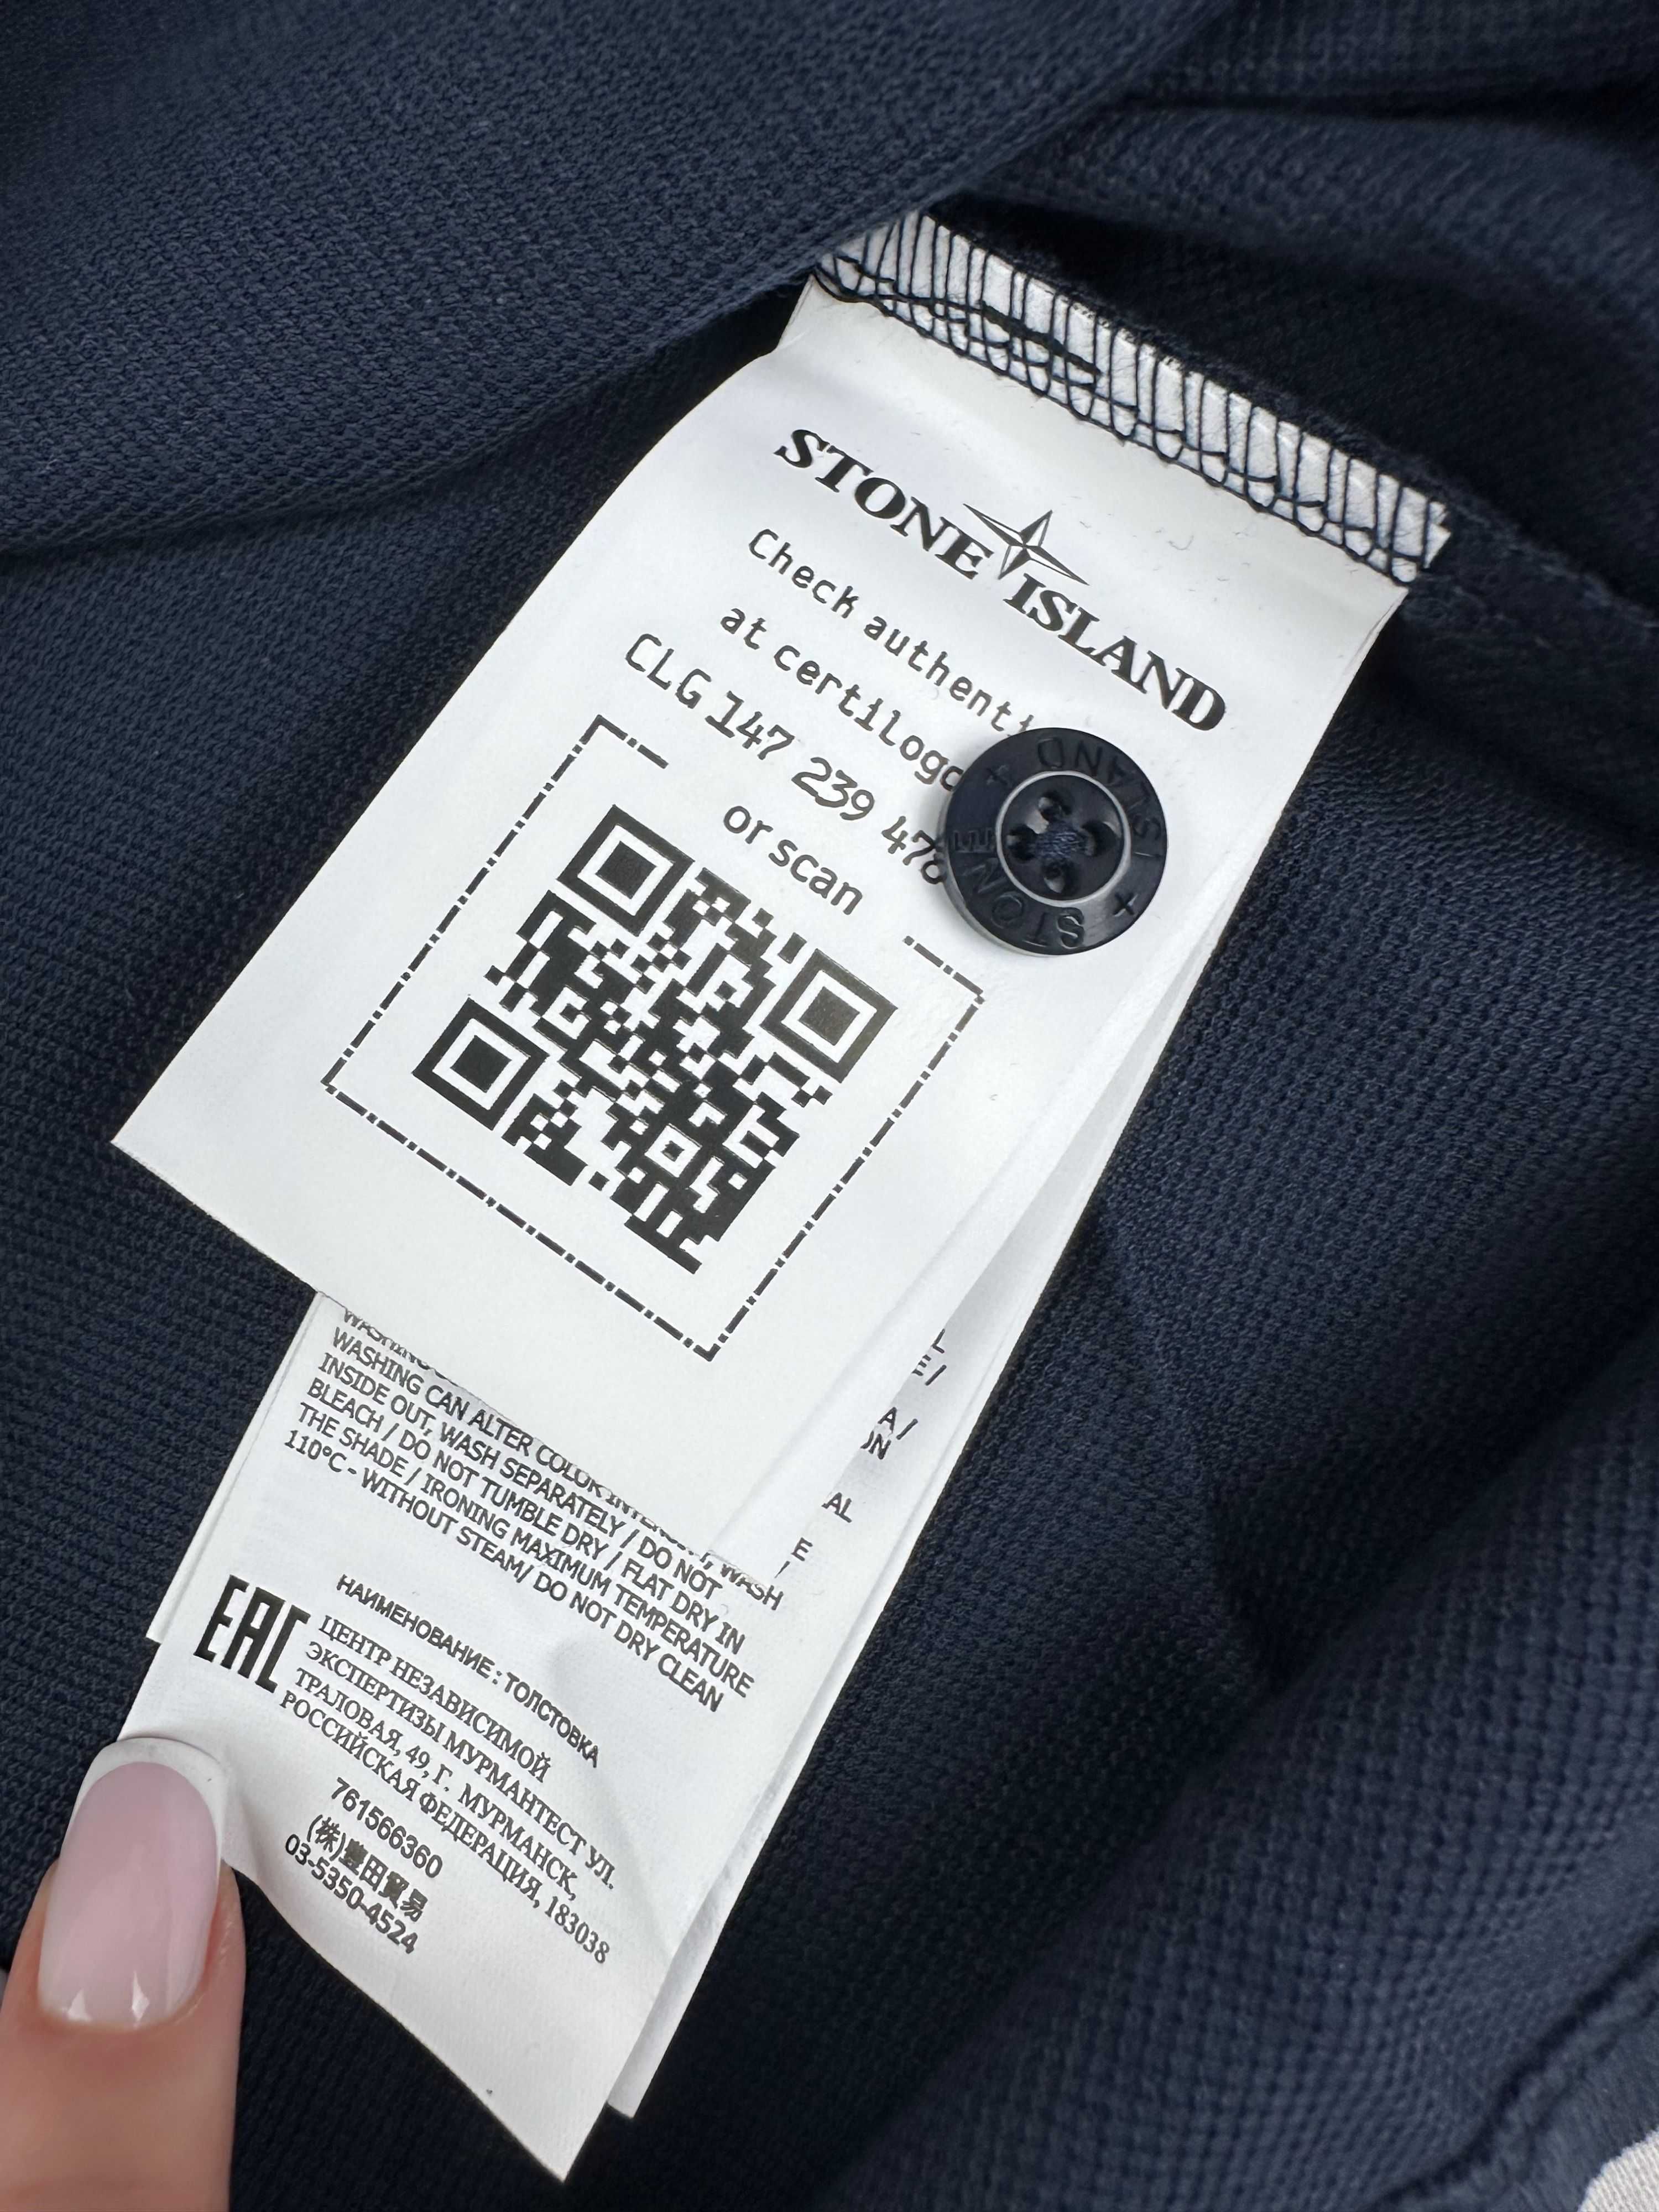 STONE ISLAND
Check authenti
at certilogo
CLG 147 239 478
or scan
STONE ISLAND
WASHING CAN ALTER COLOR INTENSITY, WASH
INSIDE OUT, WASH SEPARATELY / DO NOT
BLEACH / DO NOT TUMBLE DRY / FLAT DRY IN
THE SHADE / IRONING MAXIMUM TEMPERATURE
110°C - WITHOUT STEAM/ DO NOT DRY CLEAN
EAC
НАИМЕНОВАНИЕ : ТОЛСТОВКА
ЦЕНТР НЕЗАВИСИМОЙ
ЭКСПЕРТИЗЫ МУРМАНТЕСТ УЛ.
ТРАЛОВАЯ, 49, Г. МУРМАНСК,
РОССИЙСКАЯ ФЕДЕРАЦИЯ, 183038
761566360
(株)豊田貿易
03-5350-4524